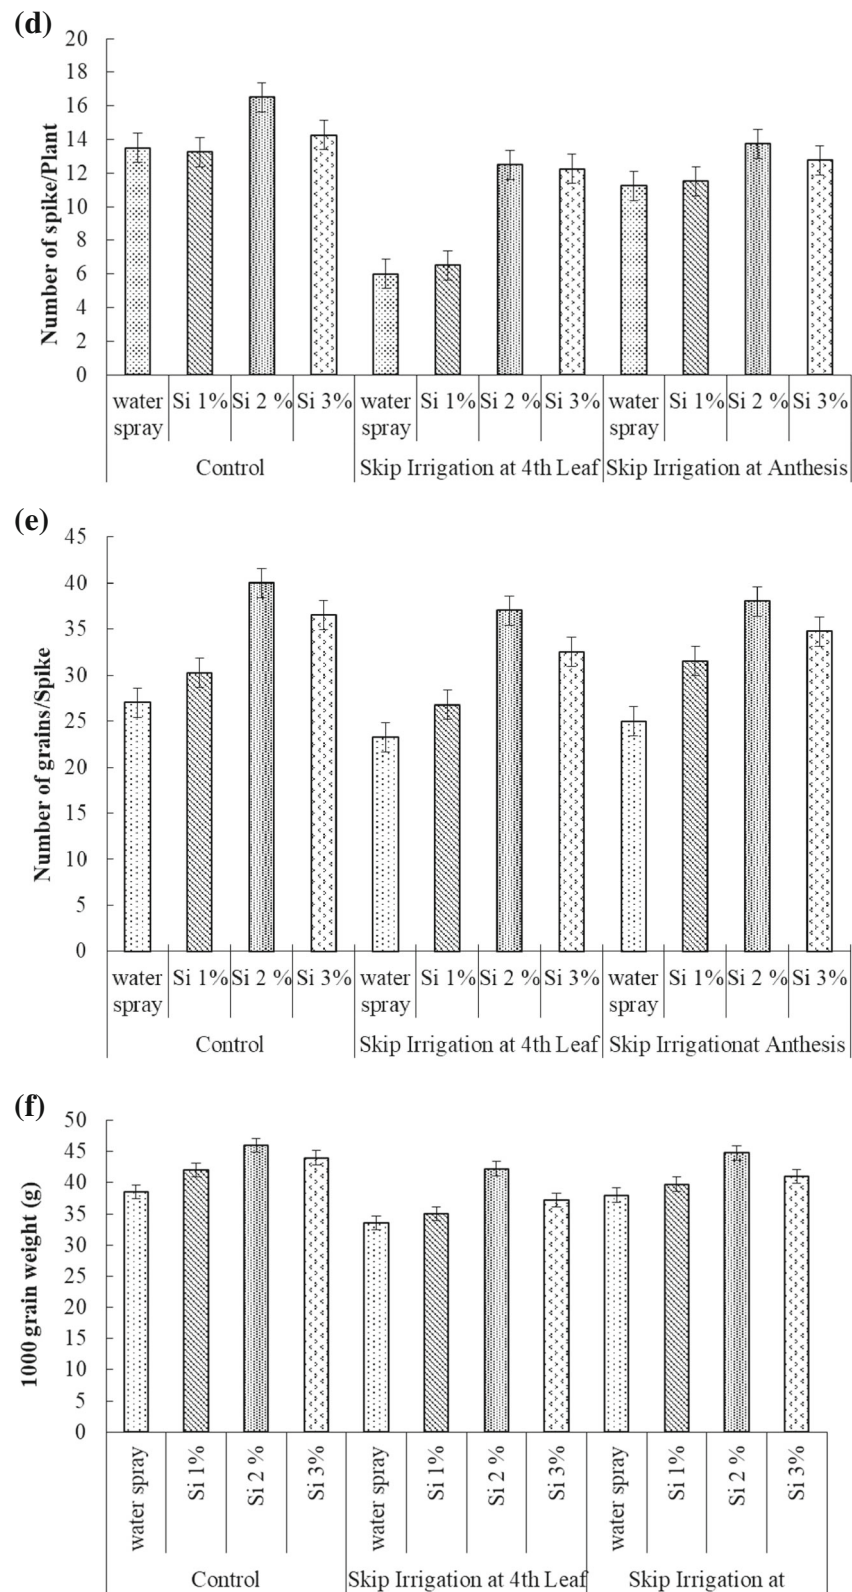 (d)
Number of spike/Plant
20
18
16
14
12
10
8
6
4
2
0
water spray Si 1% Si 2 % Si 3% water spray Si 1% Si 2 % Si 3% water spray Si 1% Si 2 % Si 3%
Control Skip Irrigation at 4th Leaf Skip Irrigation at Anthesis
(e)
Number of grains/Spike
45
40
35
30
25
20
15
10
5
0
water spray Si 1% Si 2 % Si 3% water spray Si 1% Si 2 % Si 3% water spray Si 1% Si 2 % Si 3%
Control Skip Irrigation at 4th Leaf Skip Irrigationat Anthesis
(f)
1000 grain weight (g)
50
45
40
35
30
25
20
15
10
5
0
water spray Si 1% Si 2 % Si 3% water spray Si 1% Si 2 % Si 3% water spray Si 1% Si 2 % Si 3%
Control Skip Irrigation at 4th Leaf Skip Irrigation at